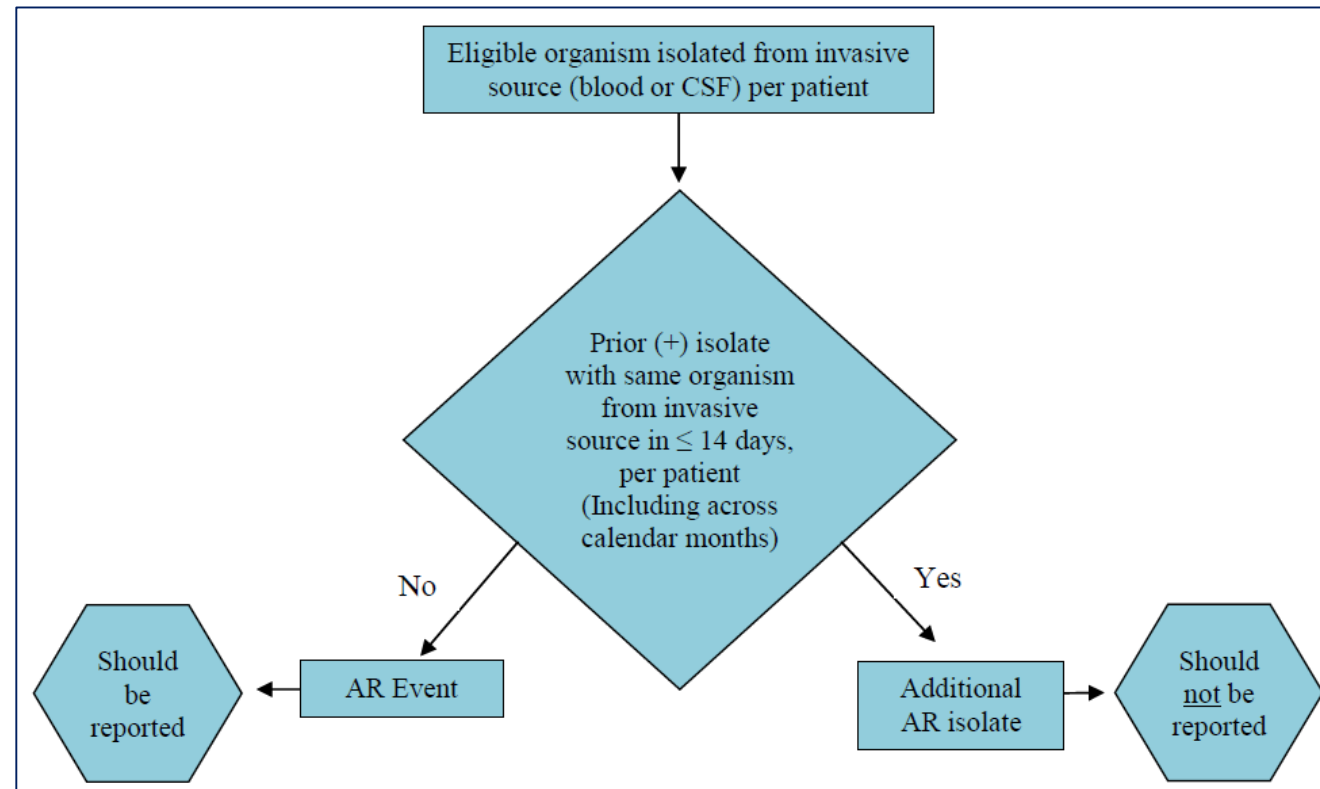 Eligible organism isolated from invasive
source (blood or CSF) per patient
Prior (+) isolate
with same organism
from invasive
source in ≤ 14 days,
per patient
(Including across
calendar months)
No
Yes
Should
be
reported
AR Event
Additional
AR isolate
Should
not be
reported